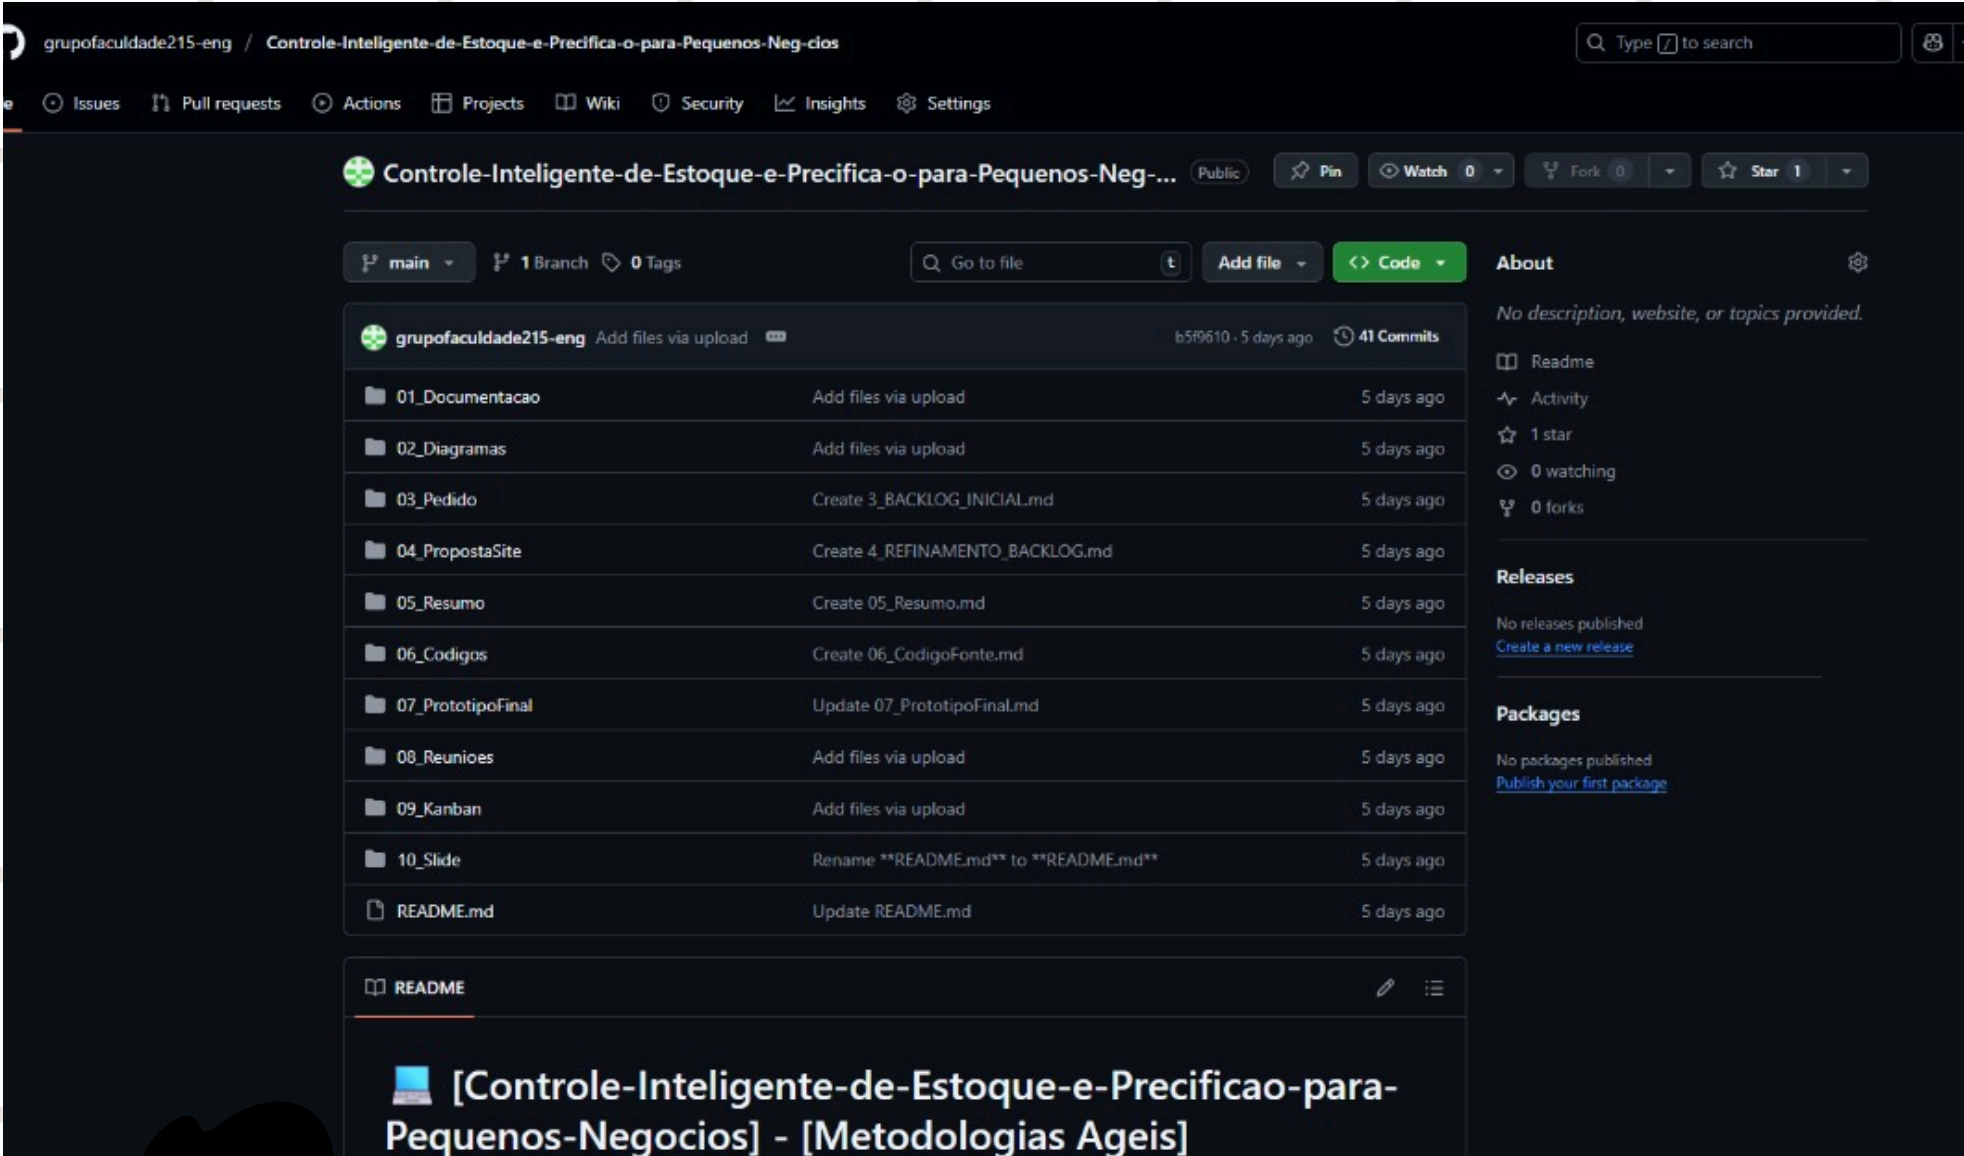 grupofaculdade215-eng / Controle-Inteligente-de-Estoque-e-Precifica-o-para-Pequenos-Neg-cios
Type / to search
Issues Pull requests Actions Projects Wiki Security Insights Settings
Controle-Inteligente-de-Estoque-e-Precifica-o-para-Pequenos-Neg-... Public Pin Watch 0 Fork 0 Star 1
main 1 Branch 0 Tags Go to file t Add file <> Code
grupofaculdade215-eng Add files via upload b5f9610 · 5 days ago 41 Commits
01_Documentacao Add files via upload 5 days ago
02_Diagramas Add files via upload 5 days ago
03_Pedido Create 3_BACKLOG_INICIAL.md 5 days ago
04_PropostaSite Create 4_REFINAMENTO_BACKLOG.md 5 days ago
05_Resumo Create 05_Resumo.md 5 days ago
06_Codigos Create 06_CodigoFonte.md 5 days ago
07_PrototipoFinal Update 07_PrototipoFinal.md 5 days ago
08_Reunioes Add files via upload 5 days ago
09_Kanban Add files via upload 5 days ago
10_Slide Rename **README.md** to **README.md** 5 days ago
README.md Update README.md 5 days ago
README
[Controle-Inteligente-de-Estoque-e-Precificao-para-
Pequenos-Negocios] - [Metodologias Ageis]
About
No description, website, or topics provided.
Readme
Activity
1 star
0 watching
0 forks
Releases
No releases published
Create a new release
Packages
No packages published
Publish your first package